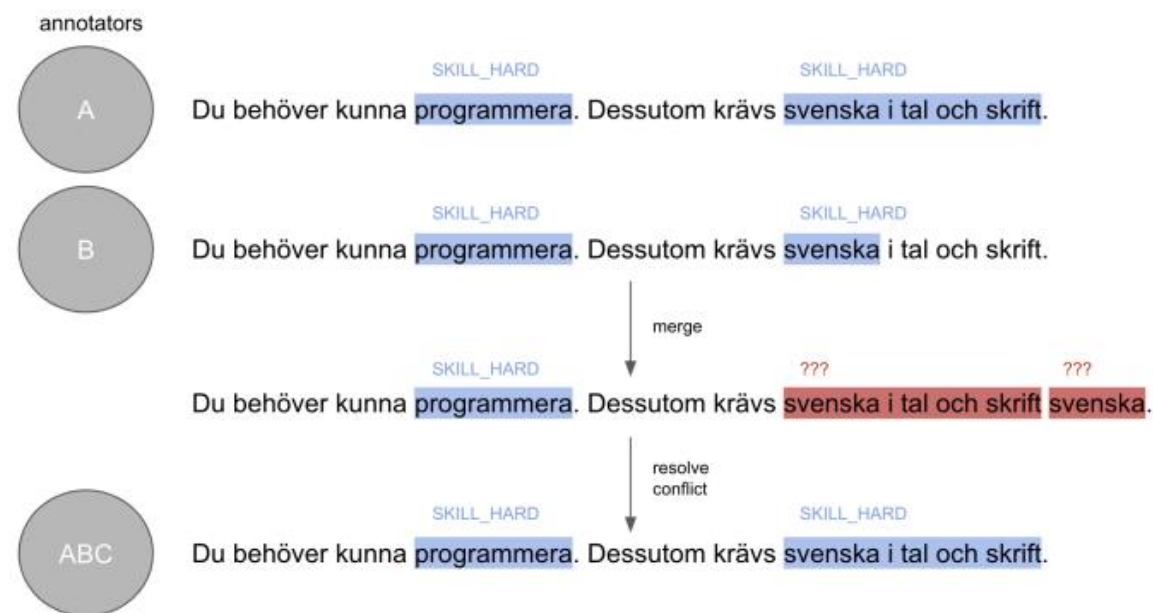 annotators
SKILL_HARD SKILL_HARD
A Du behöver kunna programmera. Dessutom krävs svenska i tal och skrift.
SKILL_HARD SKILL_HARD
B Du behöver kunna programmera. Dessutom krävs svenska i tal och skrift.
merge
SKILL_HARD ??? ???
Du behöver kunna programmera. Dessutom krävs svenska i tal och skrift svenska.
resolve
conflict
SKILL_HARD SKILL_HARD
ABC Du behöver kunna programmera. Dessutom krävs svenska i tal och skrift.